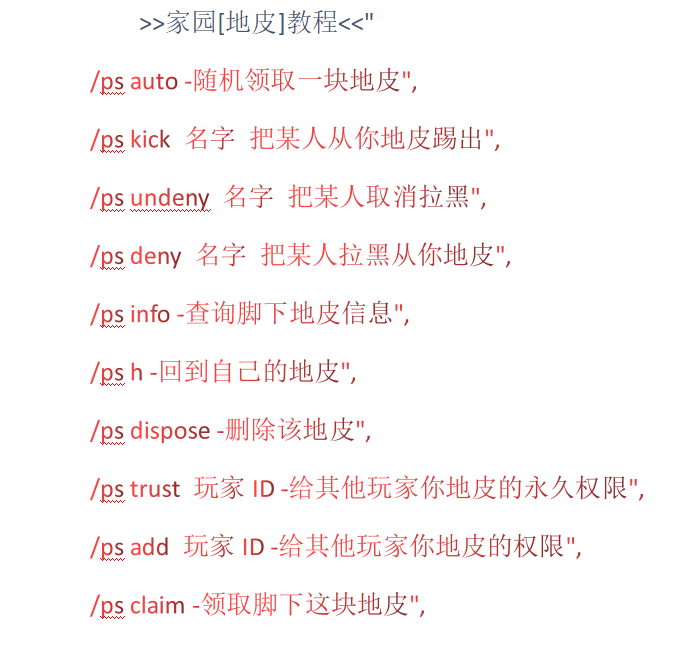 >>家园[地皮]教程<<"
/ps auto -随机领取一块地皮",
/ps kick  名字  把某人从你地皮踢出",
/ps undeny  名字  把某人取消拉黑",
/ps deny  名字  把某人拉黑从你地皮",
/ps info -查询脚下地皮信息",
/ps h -回到自己的地皮",
/ps dispose -删除该地皮",
/ps trust  玩家 ID -给其他玩家你地皮的永久权限",
/ps add  玩家 ID -给其他玩家你地皮的权限",
/ps claim -领取脚下这块地皮",